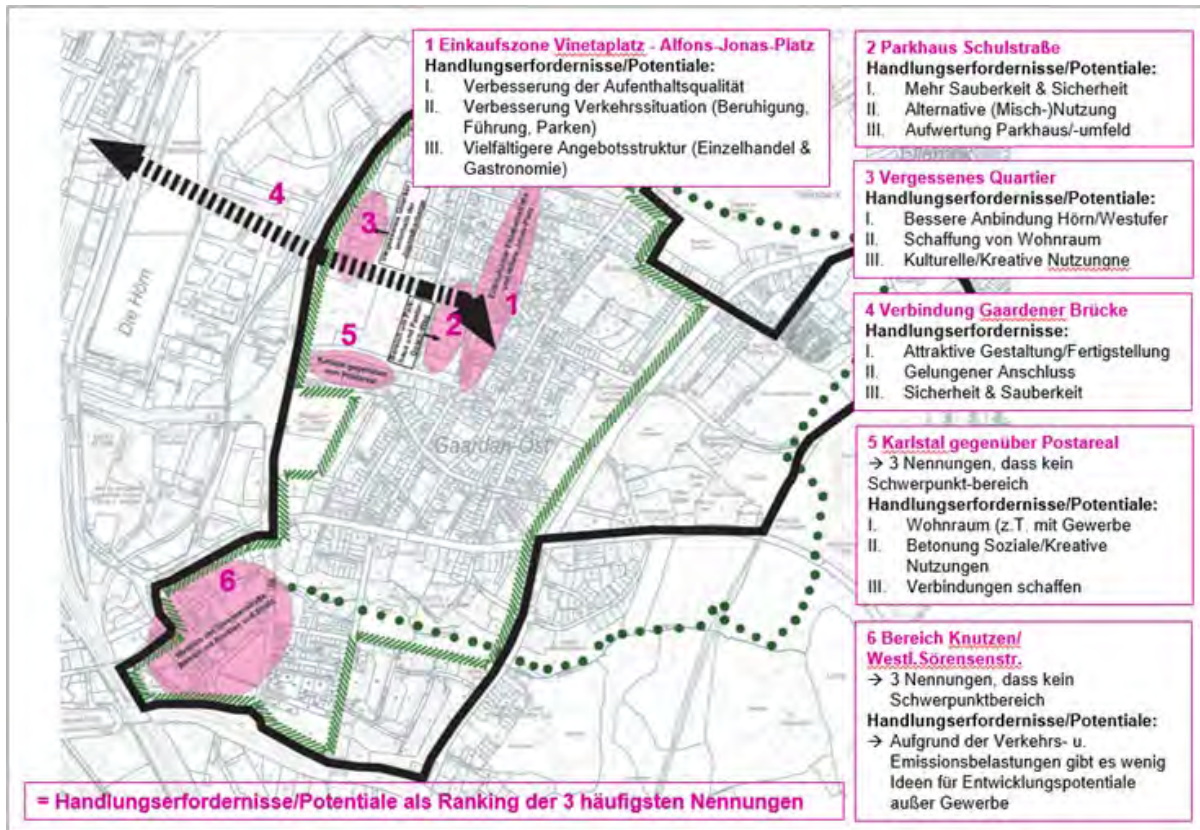 1 Einkaufszone Vinetaplatz - Alfons-Jonas-Platz
Handlungserfordernisse/Potentiale:
I. Verbesserung der Aufenthaltsqualität
II. Verbesserung Verkehrssituation (Beruhigung,
Führung, Parken)
III. Vielfältigere Angebotsstruktur (Einzelhandel &
Gastronomie)
2 Parkhaus Schulstraße
Handlungserfordernisse/Potentiale:
I. Mehr Sauberkeit & Sicherheit
II. Alternative (Misch-)Nutzung
III. Aufwertung Parkhaus/-umfeld
3 Vergessenes Quartier
Handlungserfordernisse/Potentiale:
I. Bessere Anbindung Hörn/Westufer
II. Schaffung von Wohnraum
III. Kulturelle/Kreative Nutzungne
4 Verbindung Gaardener Brücke
Handlungserfordernisse:
I. Attraktive Gestaltung/Fertigstellung
II. Gelungener Anschluss
III. Sicherheit & Sauberkeit
5 Karlstal gegenüber Postareal
→ 3 Nennungen, dass kein
Schwerpunkt-bereich
Handlungserfordernisse/Potentiale:
I. Wohnraum (z.T. mit Gewerbe
II. Betonung Soziale/Kreative
Nutzungen
III. Verbindungen schaffen
6 Bereich Knutzen/
Westl.Sörensenstr.
→ 3 Nennungen, dass kein
Schwerpunktbereich
Handlungserfordernisse/Potentiale:
→ Aufgrund der Verkehrs- u.
Emissionsbelastungen gibt es wenig
Ideen für Entwicklungspotentiale
außer Gewerbe
4
3
1
2
5
Die Hörn
Karlstal gegenüber
vom Postareal
Gaarden-Ost
6
= Handlungserfordernisse/Potentiale als Ranking der 3 häufigsten Nennungen